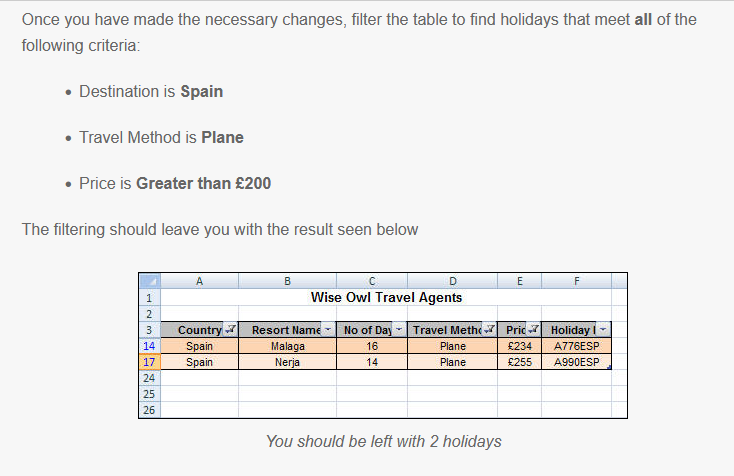 Once you have made the necessary changes, filter the table to find holidays that meet all of the
following criteria:
• Destination is Spain
• Travel Method is Plane
• Price is Greater than £200
The filtering should leave you with the result seen below
A B C D E F
1 Wise Owl Travel Agents
2
3 Country Resort Name No of Day Travel Metho Pric Holiday I
14 Spain Malaga 16 Plane £234 A776ESP
17 Spain Nerja 14 Plane £255 A990ESP
24
25
26
You should be left with 2 holidays